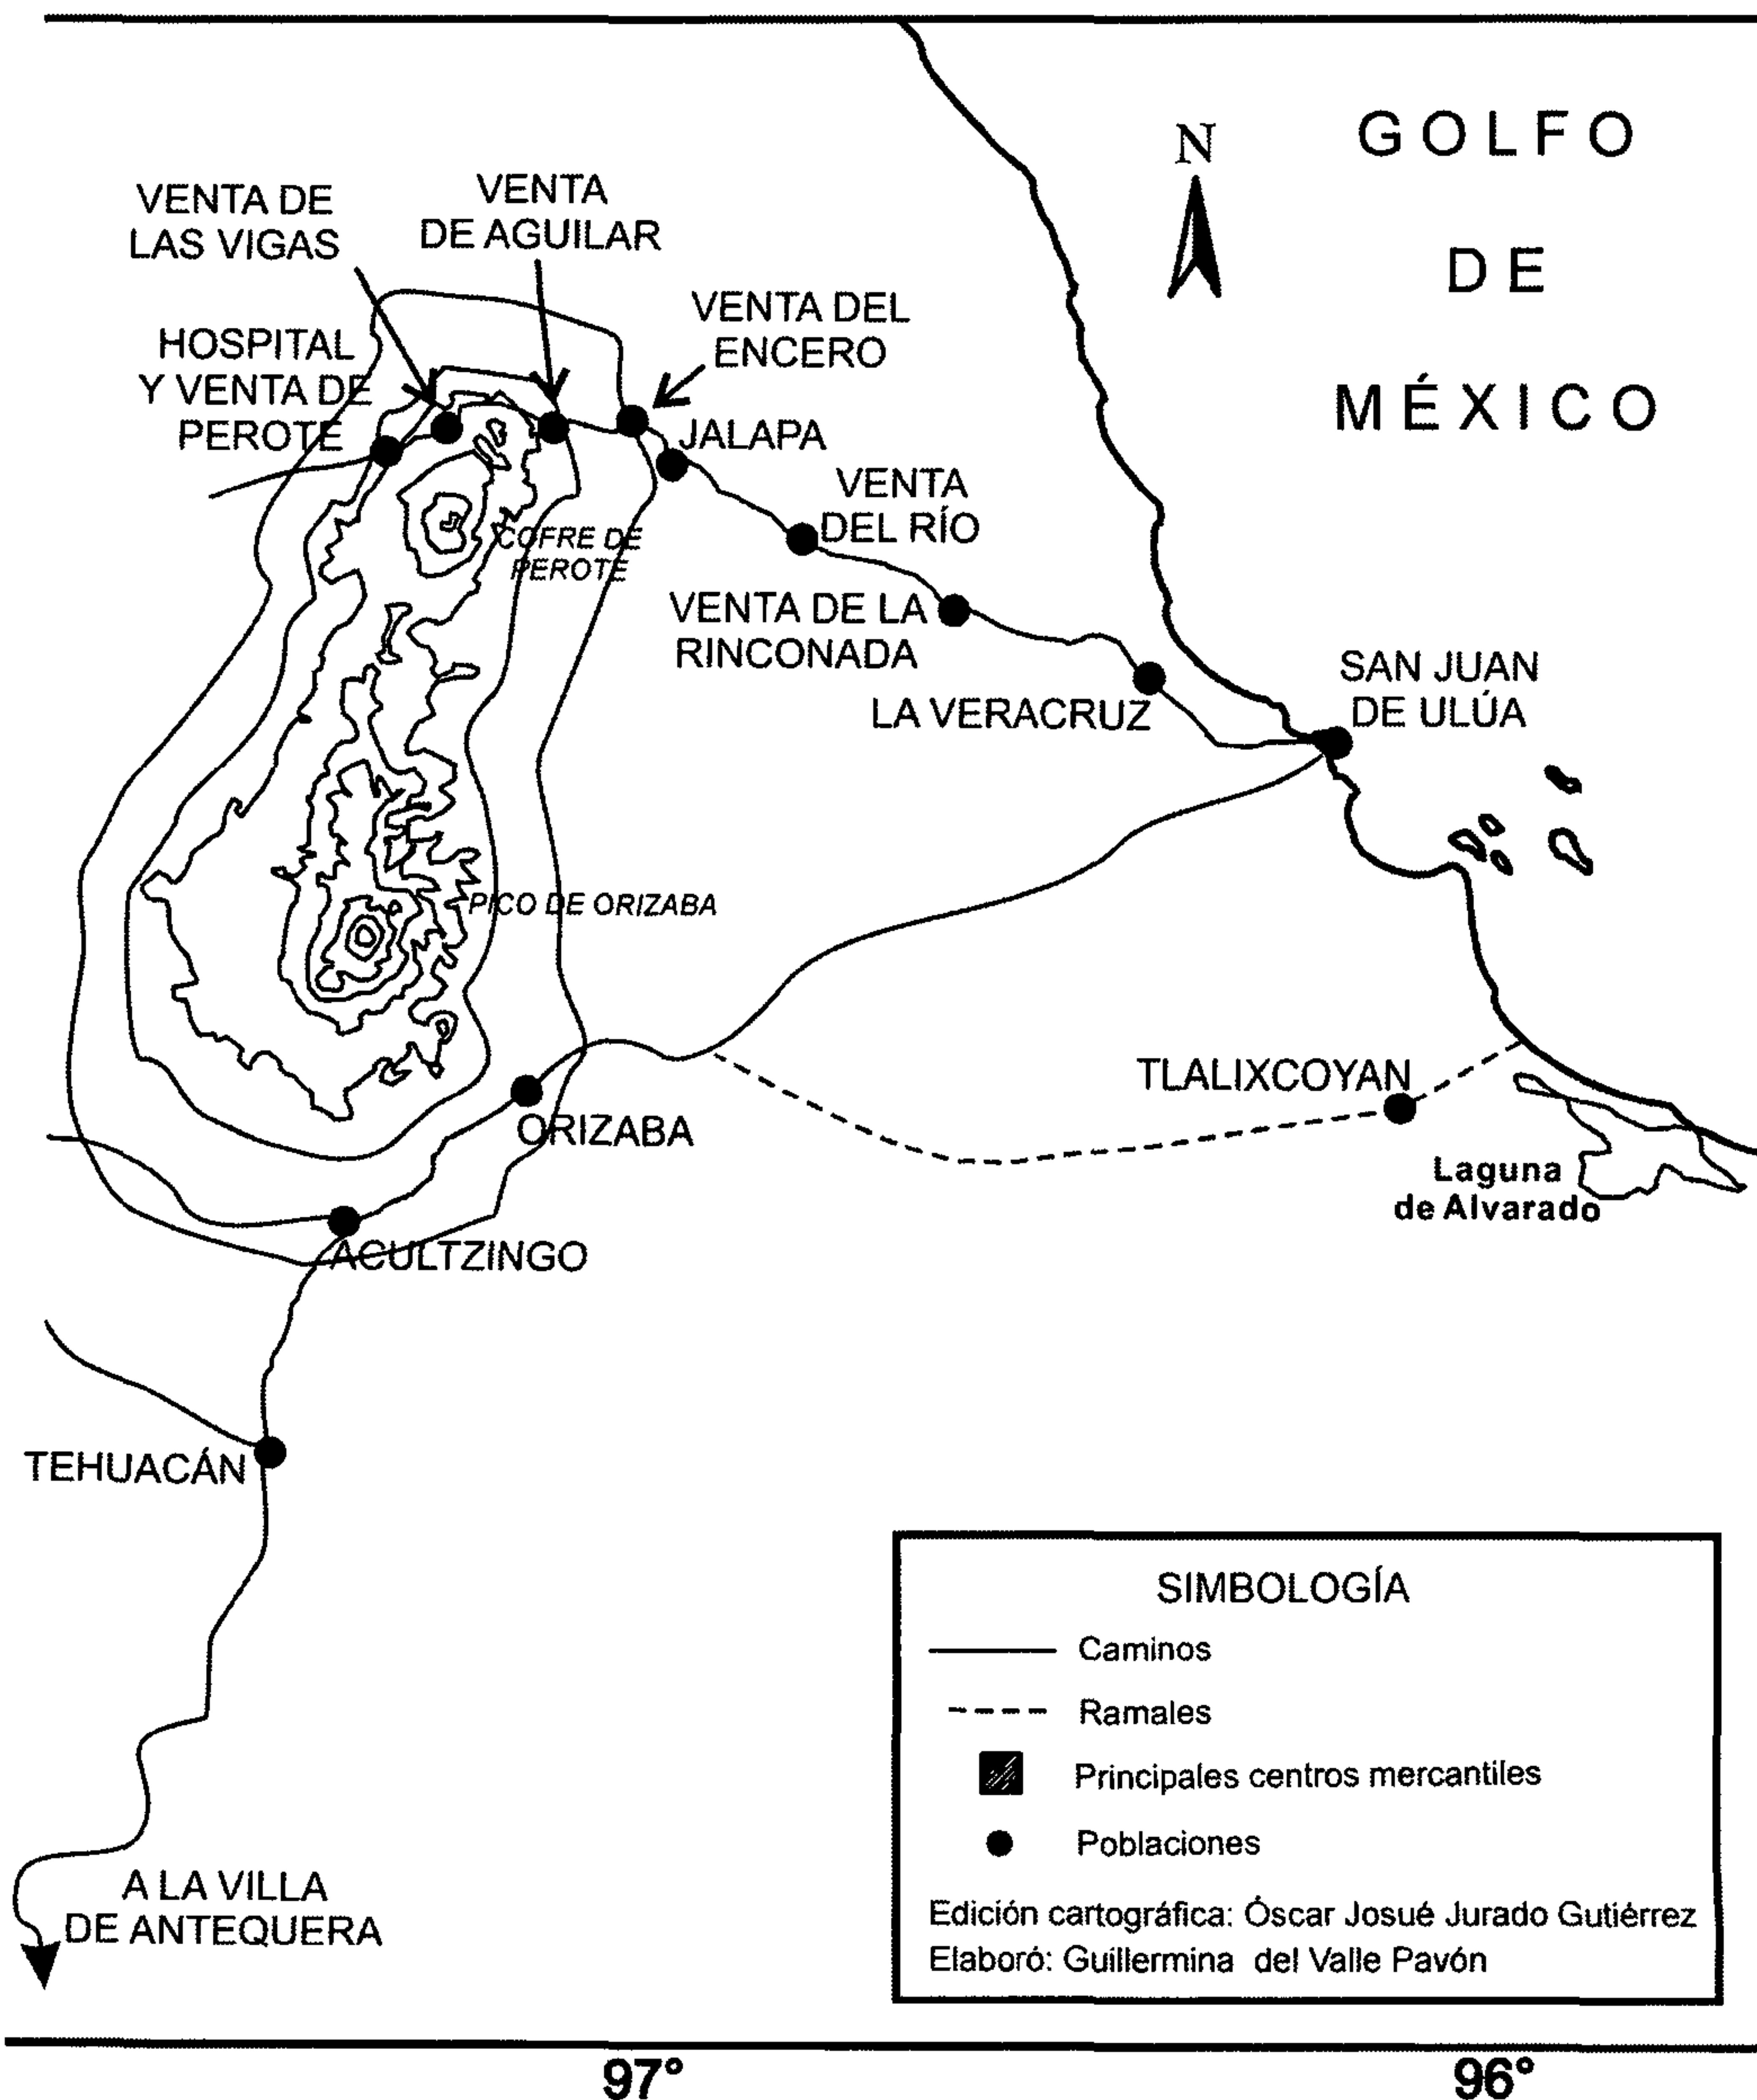 GOLFO
DE
MÉXICO
N
VENTA DE
LAS VIGAS
VENTA
DE AGUILAR
VENTA DEL
ENCERO
HOSPITAL
Y VENTA DE
PEROTE
JALAPA
VENTA
DEL RÍO
COFRE DE
PEROTE
VENTA DE LA
RINCONADA
LA VERACRUZ
SAN JUAN
DE ULÚA
PICO DE ORIZABA
TLALIXCOYAN
ORIZABA
Laguna
de Alvarado
ACULTZINGO
TEHUACÁN
A LA VILLA
DE ANTEQUERA
SIMBOLOGÍA
Caminos
Ramales
Principales centros mercantiles
Poblaciones
Edición cartográfica: Óscar Josué Jurado Gutiérrez
Elaboró: Guillermina del Valle Pavón
97°
96°